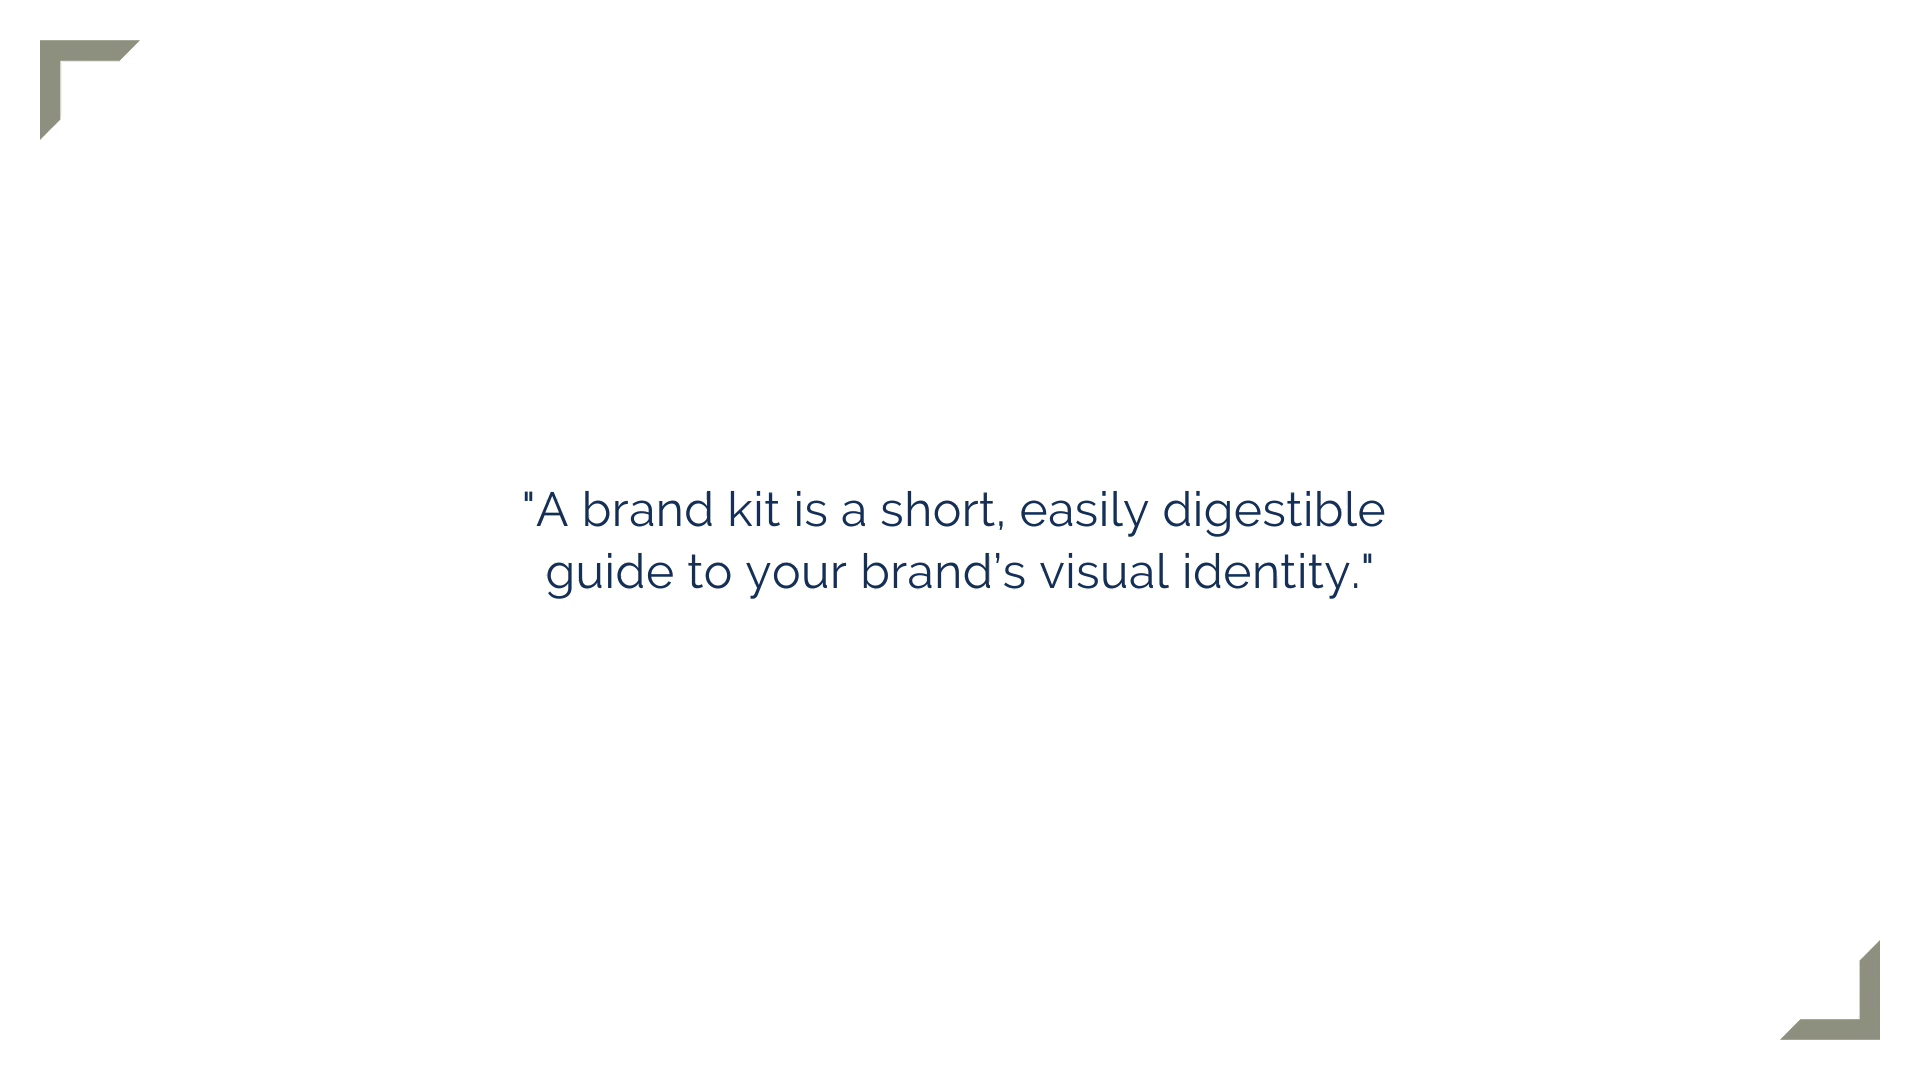 "A brand kit is a short, easily digestible
guide to your brand’s visual identity."